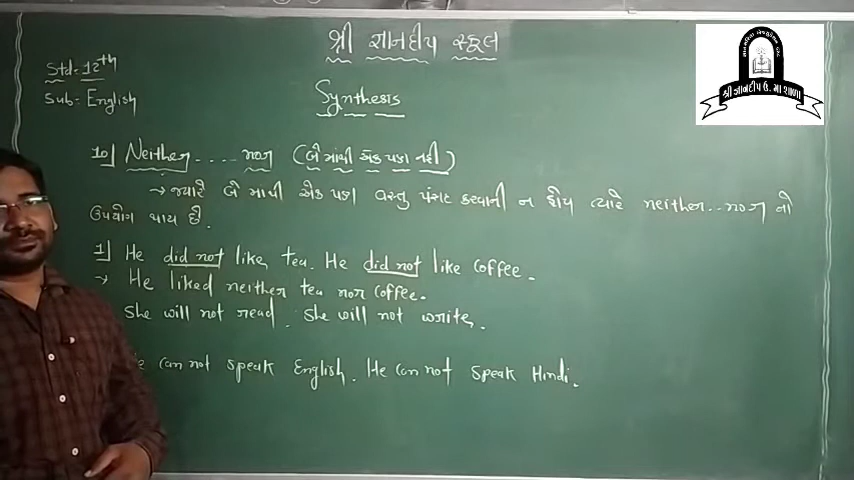 શ્રી જ્ઞાનદીપ સ્કૂલ
Std:- 12th
Sub:- English
Synthesis
10] Neither.... nor (બે માંથી એક પણ નહી)
→ જ્યારે બે માંથી એક પણ વસ્તુ પસંદ કરવાની ન હોય ત્યારે neither..nor નો
ઉપયોગ થાય છે.
1] He did not like tea. He did not like coffee.
→ He liked neither tea nor coffee.
She will not read. She will not write.
can not speak English. He can not speak Hindi.
શ્રી જ્ઞાનદીપ ઉ. મા શાળા